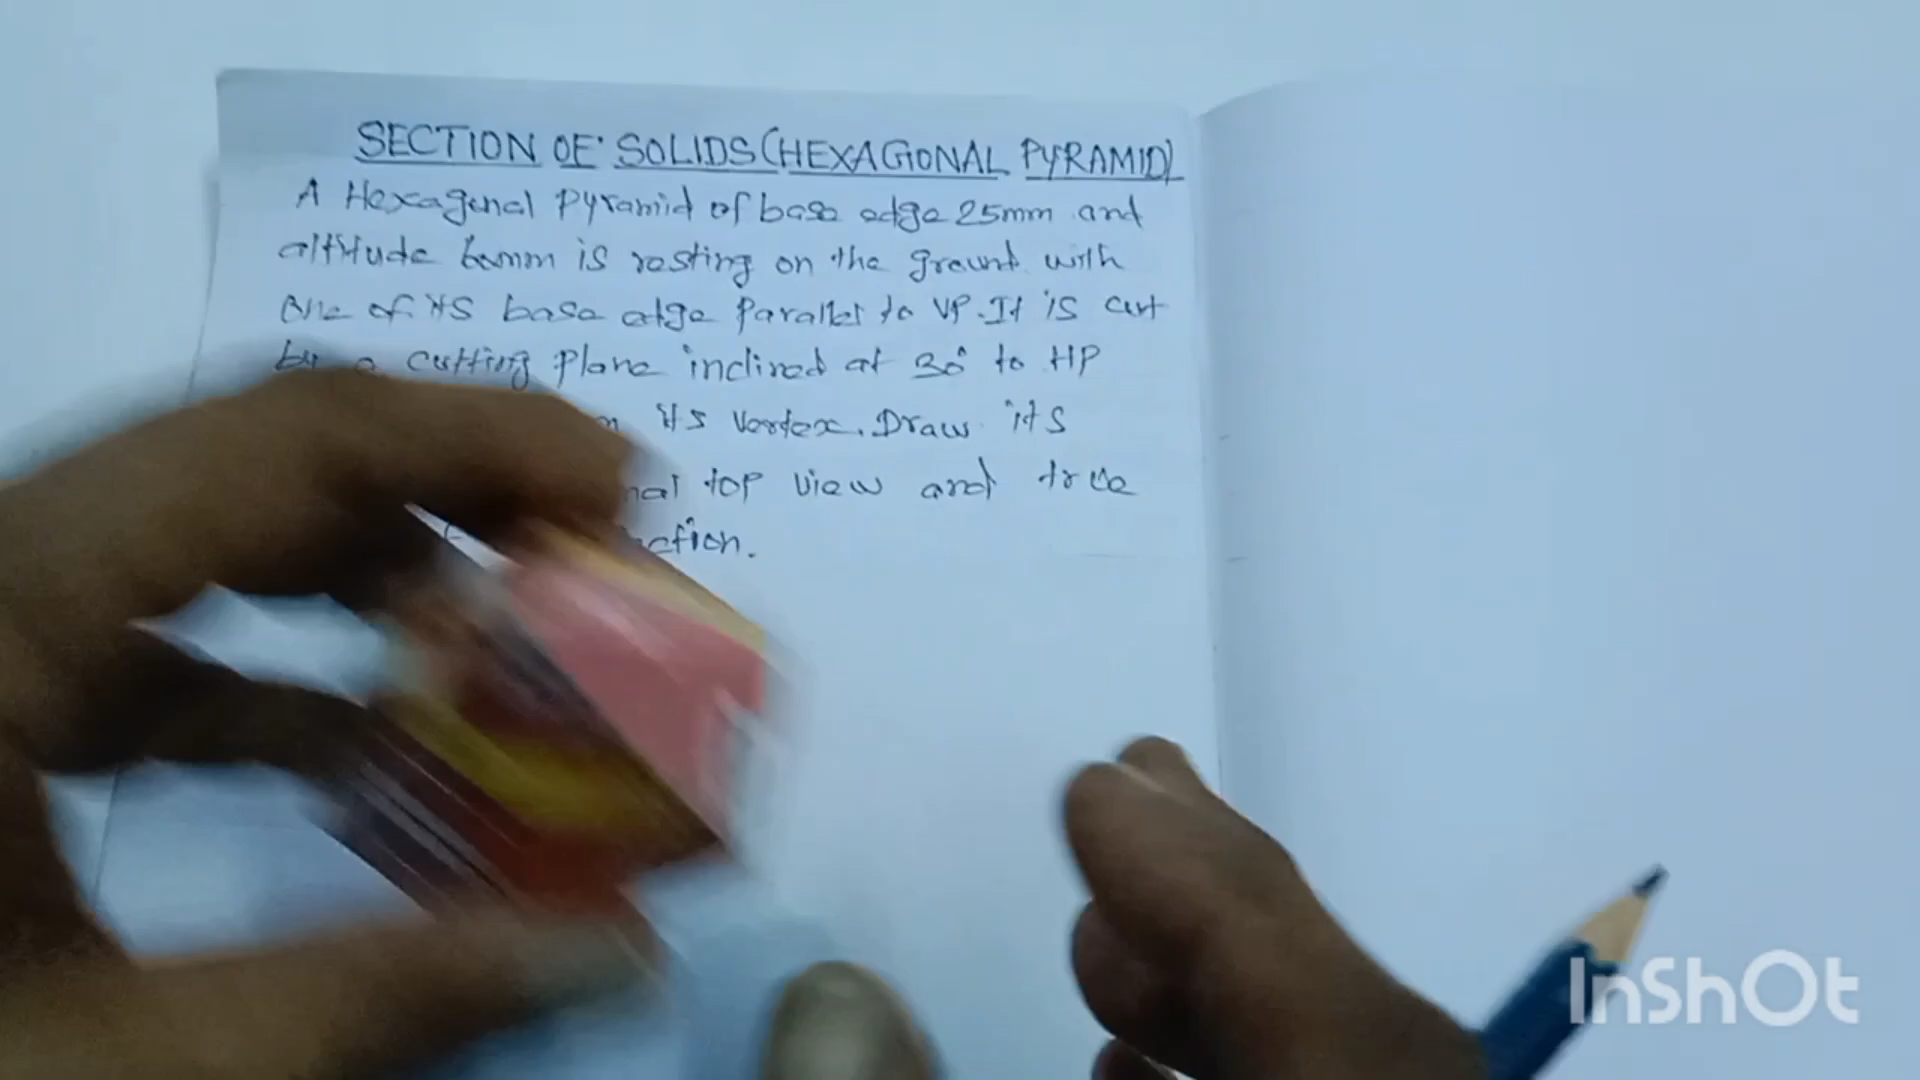 SECTION OF SOLIDS(HEXAGONAL PYRAMID)
A Hexagonal Pyramid of base edge 25mm and
altitude 60mm is resting on the ground with
one of its base edge Parallel to VP. It is cut
by a cutting plane inclined at 30° to HP
its vertex. Draw its
top view and true
InShOt